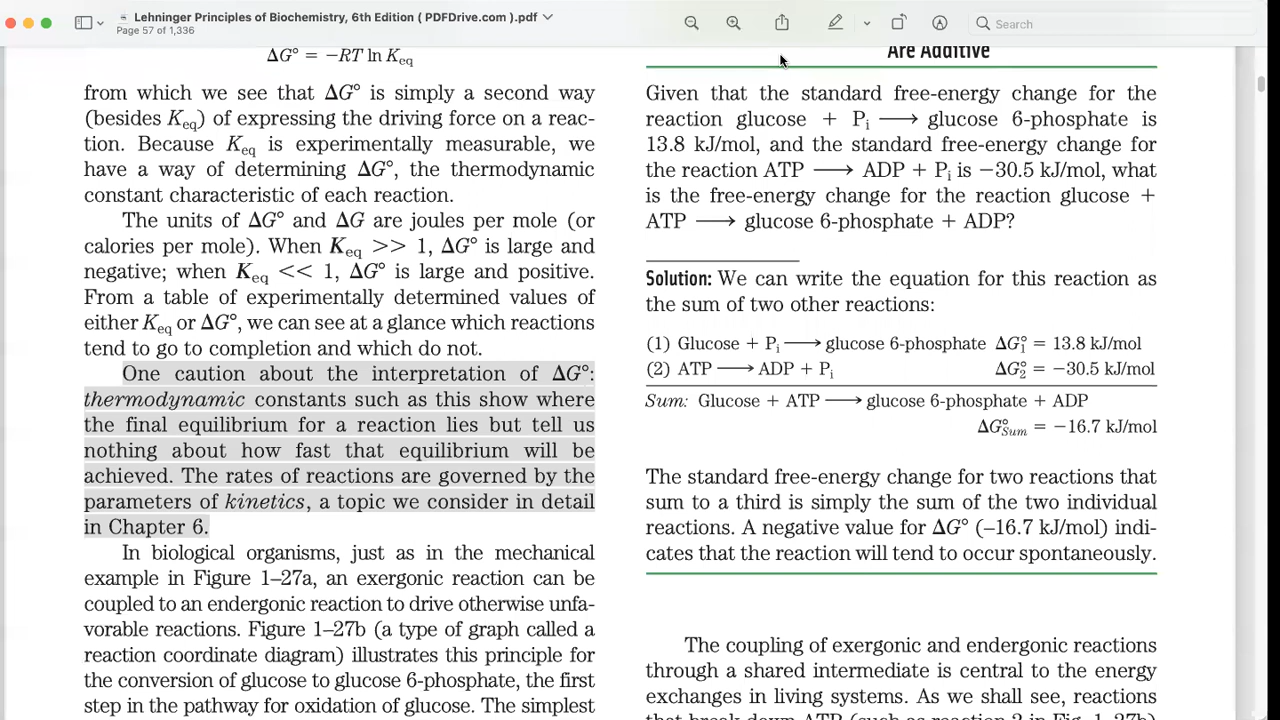 Lehninger Principles of Biochemistry, 6th Edition ( PDFDrive.com ).pdf
Page 57 of 1,336
Search
ΔG° = −RT ln Keq
from which we see that ΔG° is simply a second way
(besides Keq) of expressing the driving force on a reac-
tion. Because Keq is experimentally measurable, we
have a way of determining ΔG°, the thermodynamic
constant characteristic of each reaction.
The units of ΔG° and ΔG are joules per mole (or
calories per mole). When Keq >> 1, ΔG° is large and
negative; when Keq << 1, ΔG° is large and positive.
From a table of experimentally determined values of
either Keq or ΔG°, we can see at a glance which reactions
tend to go to completion and which do not.
One caution about the interpretation of ΔG°:
thermodynamic constants such as this show where
the final equilibrium for a reaction lies but tell us
nothing about how fast that equilibrium will be
achieved. The rates of reactions are governed by the
parameters of kinetics, a topic we consider in detail
in Chapter 6.
In biological organisms, just as in the mechanical
example in Figure 1–27a, an exergonic reaction can be
coupled to an endergonic reaction to drive otherwise unfa-
vorable reactions. Figure 1–27b (a type of graph called a
reaction coordinate diagram) illustrates this principle for
the conversion of glucose to glucose 6-phosphate, the first
step in the pathway for oxidation of glucose. The simplest
Are Additive
Given that the standard free-energy change for the
reaction glucose + Pi ⟶ glucose 6-phosphate is
13.8 kJ/mol, and the standard free-energy change for
the reaction ATP ⟶ ADP + Pi is −30.5 kJ/mol, what
is the free-energy change for the reaction glucose +
ATP ⟶ glucose 6-phosphate + ADP?
Solution: We can write the equation for this reaction as
the sum of two other reactions:
(1) Glucose + Pi ⟶ glucose 6-phosphate ΔG°1 = 13.8 kJ/mol
(2) ATP ⟶ ADP + Pi ΔG°2 = −30.5 kJ/mol
Sum: Glucose + ATP ⟶ glucose 6-phosphate + ADP
ΔG°Sum = −16.7 kJ/mol
The standard free-energy change for two reactions that
sum to a third is simply the sum of the two individual
reactions. A negative value for ΔG° (–16.7 kJ/mol) indi-
cates that the reaction will tend to occur spontaneously.
The coupling of exergonic and endergonic reactions
through a shared intermediate is central to the energy
exchanges in living systems. As we shall see, reactions
that break down ATP (such as reaction 2 in Fig. 1–27b)